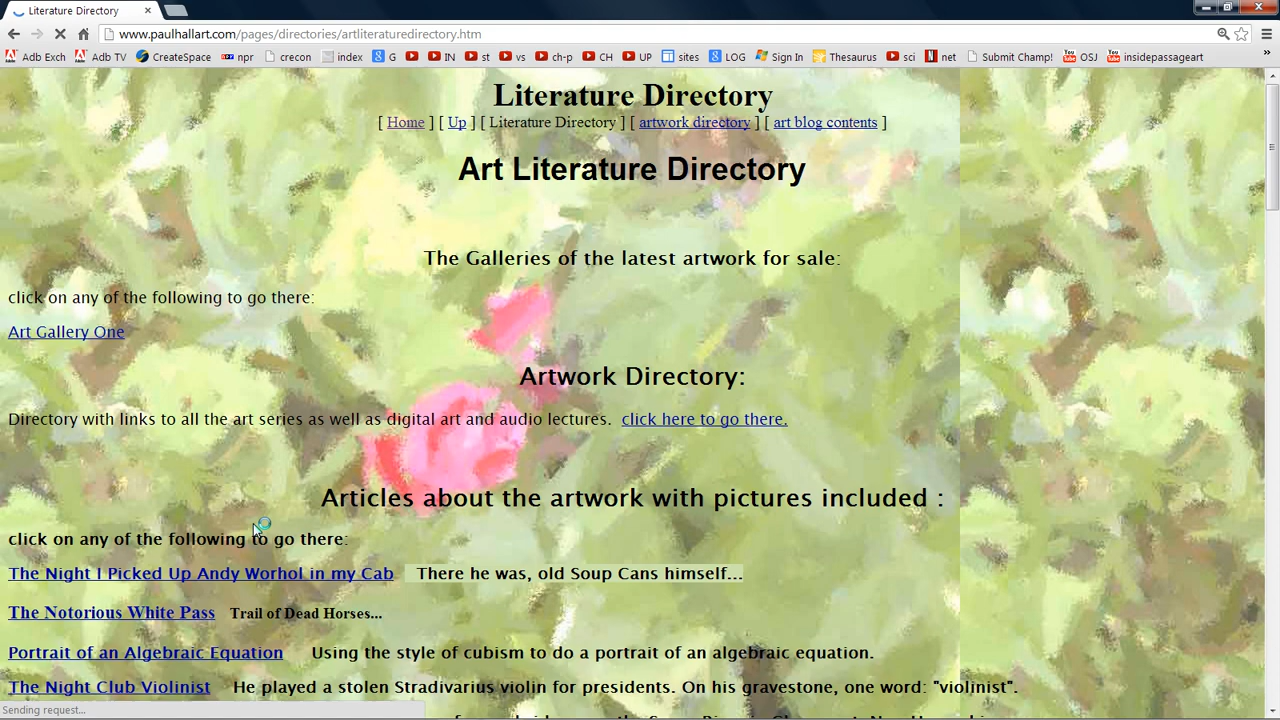 Literature Directory
www.paulhallart.com/pages/directories/artliteraturedirectory.htm
Adb Exch Adb TV CreateSpace npr crecon index G IN st vs ch-p CH UP sites LOG Sign In Thesaurus sci net Submit Champ! OSJ insidepassageart »
Literature Directory
[ Home ] [ Up ] [ Literature Directory ] [ artwork directory ] [ art blog contents ]
Art Literature Directory
The Galleries of the latest artwork for sale:
click on any of the following to go there:
Art Gallery One
Artwork Directory:
Directory with links to all the art series as well as digital art and audio lectures. click here to go there.
Articles about the artwork with pictures included :
click on any of the following to go there:
The Night I Picked Up Andy Worhol in my Cab There he was, old Soup Cans himself...
The Notorious White Pass Trail of Dead Horses...
Portrait of an Algebraic Equation Using the style of cubism to do a portrait of an algebraic equation.
The Night Club Violinist He played a stolen Stradivarius violin for presidents. On his gravestone, one word: "violinist".
Sending request...